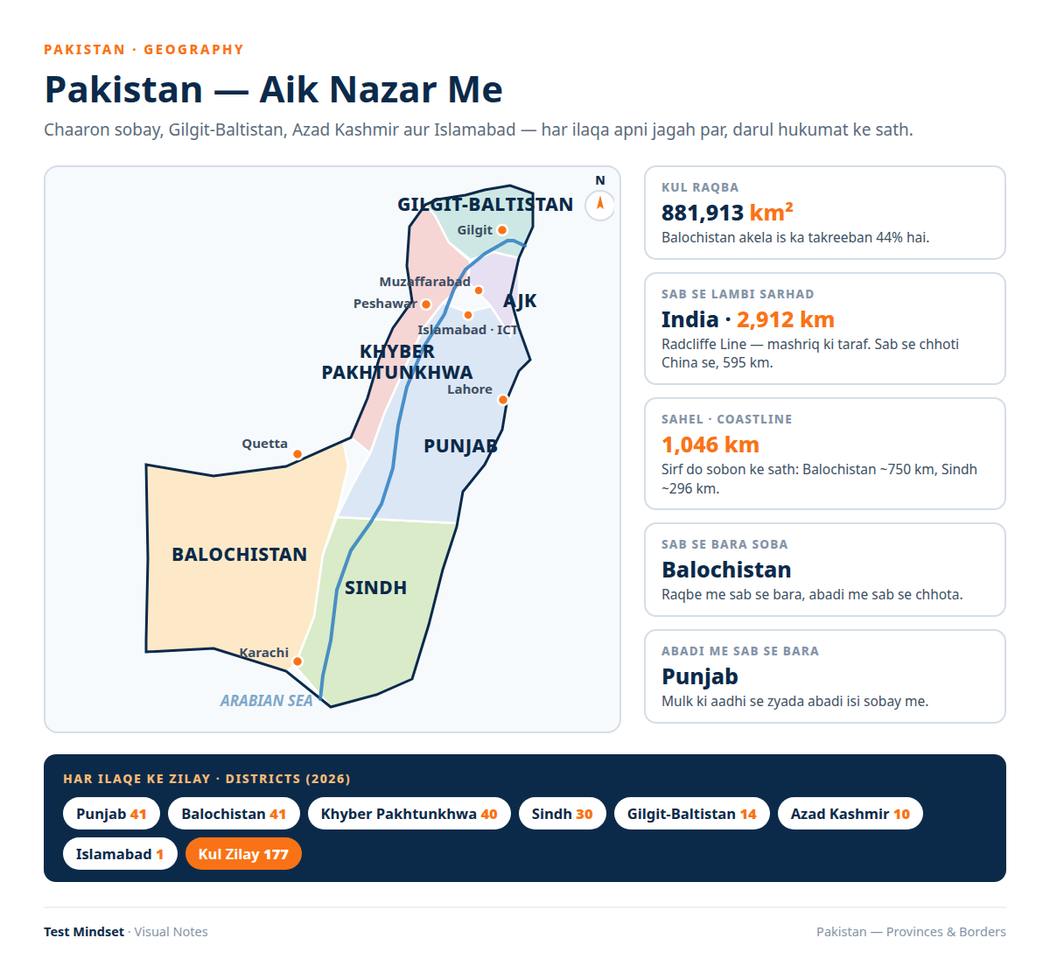 PAKISTAN · GEOGRAPHY
Pakistan — Aik Nazar Me
Chaaron sobay, Gilgit-Baltistan, Azad Kashmir aur Islamabad — har ilaqa apni jagah par, darul hukumat ke sath.
N
GILGIT-BALTISTAN
Gilgit
Muzaffarabad
AJK
Peshawar
Islamabad · ICT
KHYBER
PAKHTUNKHWA
Lahore
Quetta
PUNJAB
BALOCHISTAN
SINDH
Karachi
ARABIAN SEA
KUL RAQBA
881,913 km²
Balochistan akela is ka takreeban 44% hai.
SAB SE LAMBI SARHAD
India · 2,912 km
Radcliffe Line — mashriq ki taraf. Sab se chhoti
China se, 595 km.
SAHEL · COASTLINE
1,046 km
Sirf do sobon ke sath: Balochistan ~750 km, Sindh
~296 km.
SAB SE BARA SOBA
Balochistan
Raqbe me sab se bara, abadi me sab se chhota.
ABADI ME SAB SE BARA
Punjab
Mulk ki aadhi se zyada abadi isi sobay me.
HAR ILAQE KE ZILAY · DISTRICTS (2026)
Punjab 41
Balochistan 41
Khyber Pakhtunkhwa 40
Sindh 30
Gilgit-Baltistan 14
Azad Kashmir 10
Islamabad 1
Kul Zilay 177
Test Mindset · Visual Notes
Pakistan — Provinces & Borders